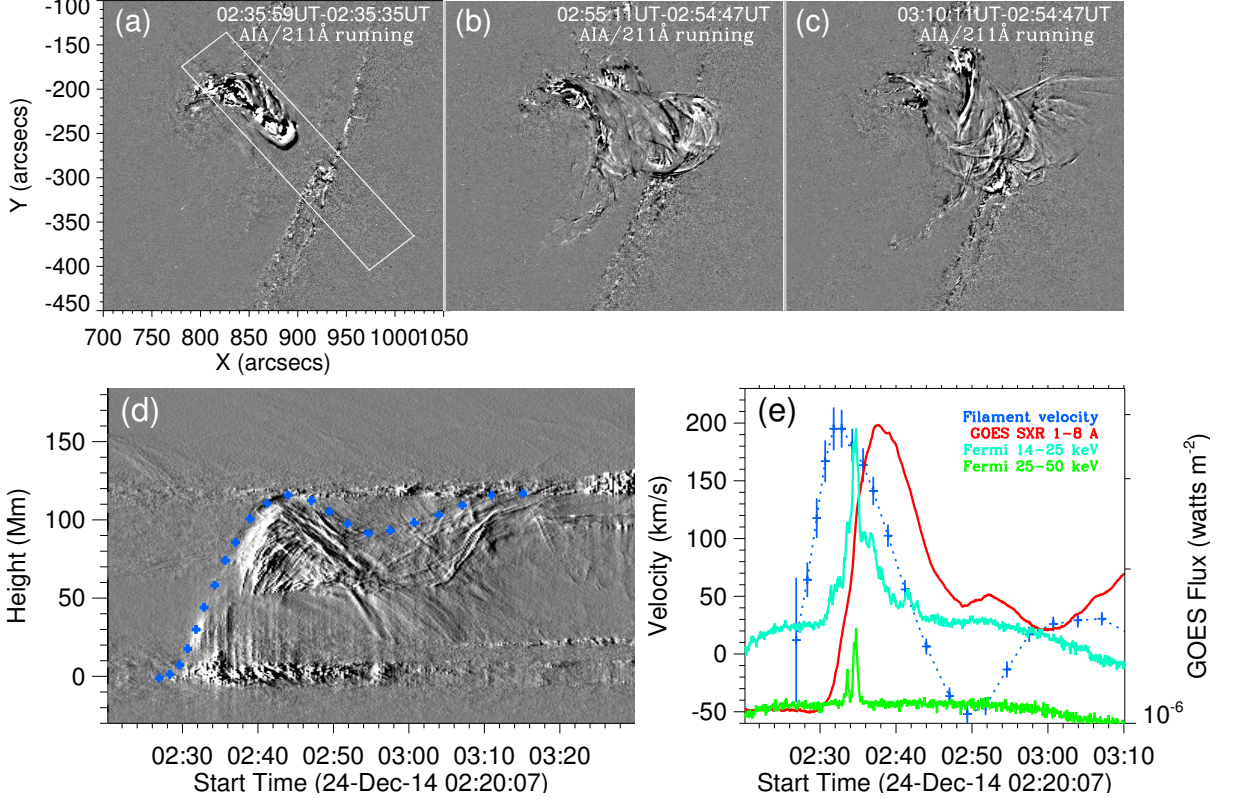 (a)
02:35:59UT-02:35:35UT
AIA/211Å running
(b)
02:55:11UT-02:54:47UT
AIA/211Å running
(c)
03:10:11UT-02:54:47UT
AIA/211Å running
Y (arcsecs)
-100
-150
-200
-250
-300
-350
-400
-450
700 750 800 850 900 950 1000 1050
X (arcsecs)
(d)
Height (Mm)
150
100
50
0
02:30 02:40 02:50 03:00 03:10 03:20
Start Time (24-Dec-14 02:20:07)
(e)
Filament velocity
GOES SXR 1-8 A
Fermi 14-25 keV
Fermi 25-50 keV
Velocity (km/s)
200
150
100
50
0
-50
GOES Flux (watts m-2)
10-6
02:30 02:40 02:50 03:00 03:10
Start Time (24-Dec-14 02:20:07)